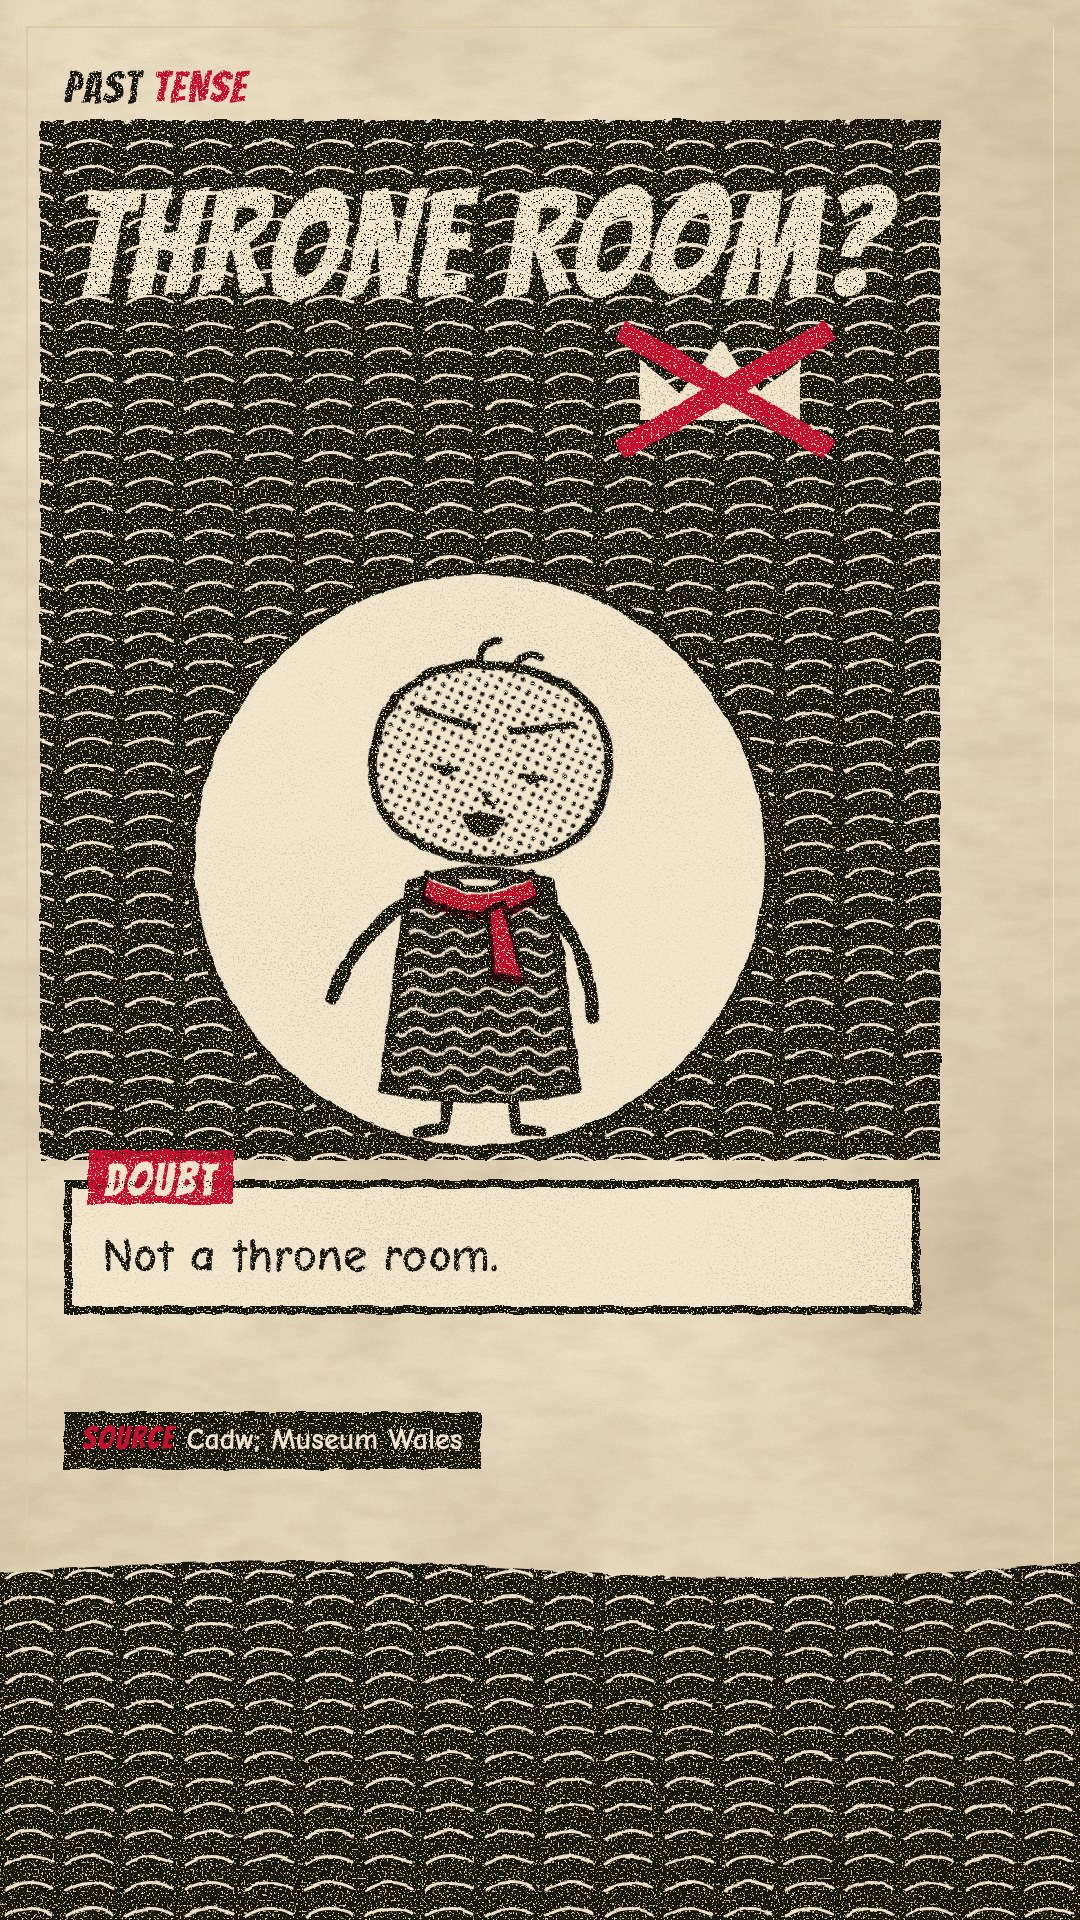 PAST TENSE
THRONE ROOM?
DOUBT
Not a throne room.
SOURCE Cadw; Museum Wales